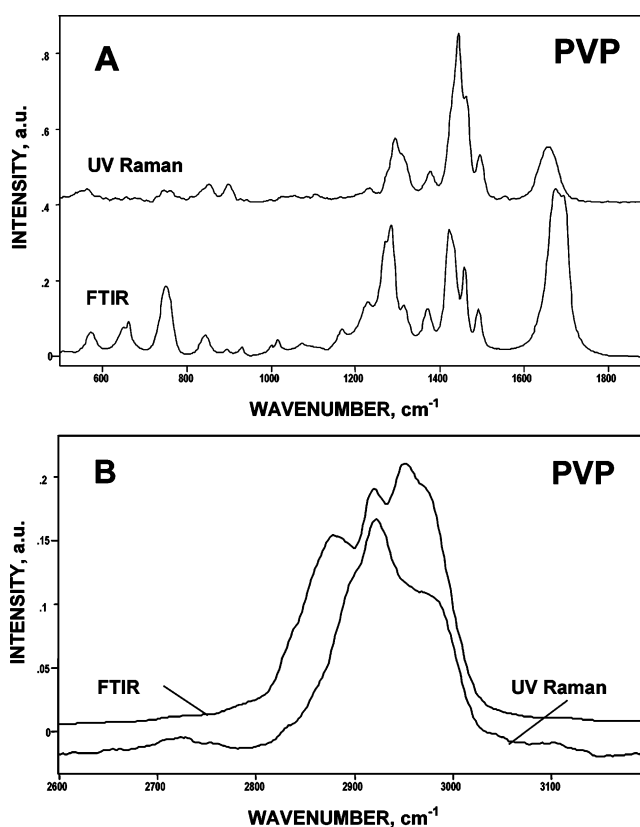 A
PVP
.8
.6
UV Raman
.4
FTIR
.2
0
INTENSITY, a.u.
600 800 1000 1200 1400 1600 1800
WAVENUMBER, cm-1
B
PVP
.2
.15
.1
.05
FTIR
UV Raman
0
INTENSITY, a.u.
2600 2700 2800 2900 3000 3100
WAVENUMBER, cm-1